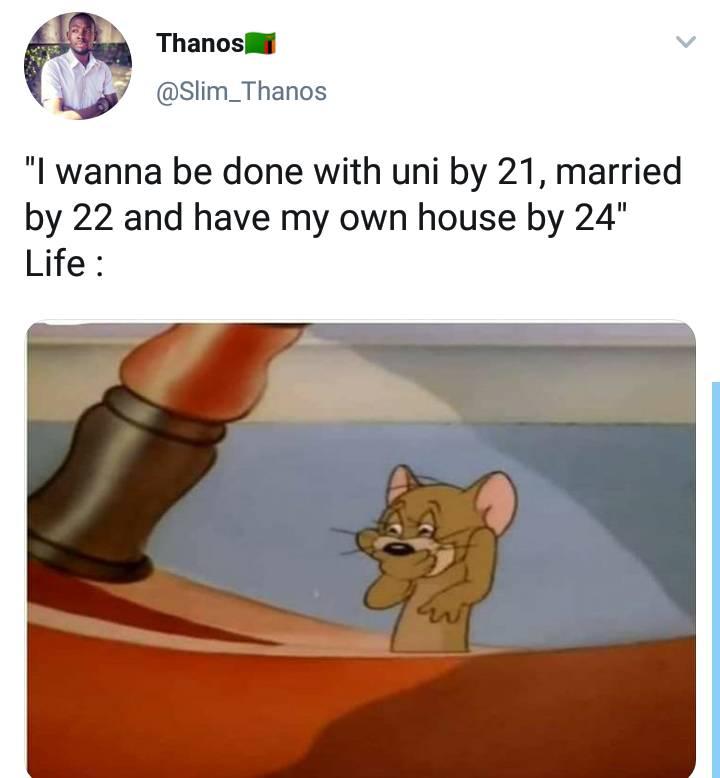 Thanos🇿🇲
@Slim_Thanos
"I wanna be done with uni by 21, married
by 22 and have my own house by 24"
Life :